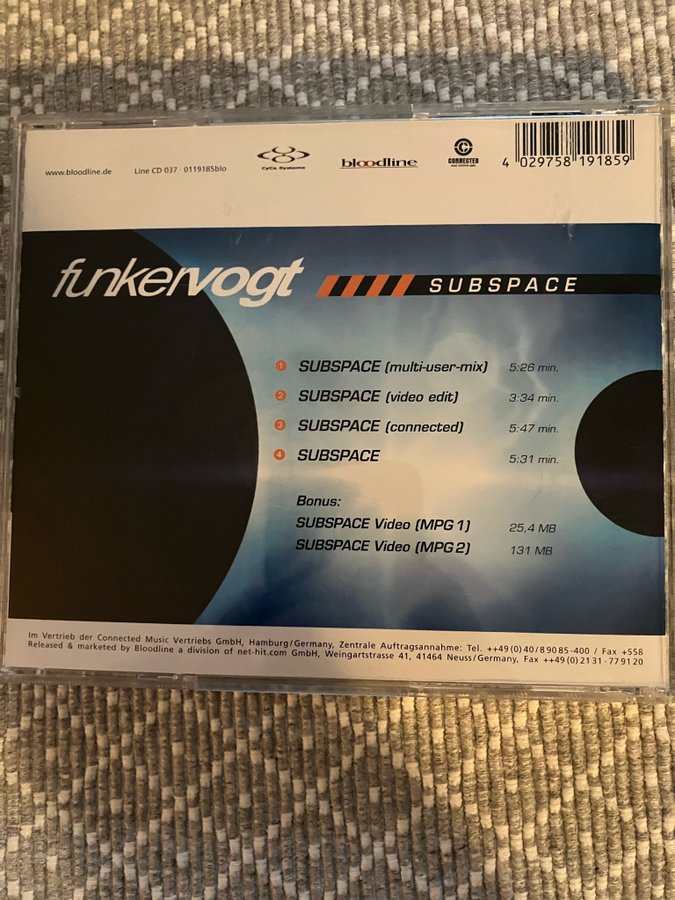 www.bloodline.de Line CD 037 · 0119185blo CyCo Systems bloodline CONNECTED
4 029758 191859
funkervogt SUBSPACE
1 SUBSPACE (multi-user-mix) 5:26 min.
2 SUBSPACE (video edit) 3:34 min.
3 SUBSPACE (connected) 5:47 min.
4 SUBSPACE 5:31 min.
Bonus:
SUBSPACE Video (MPG 1) 25,4 MB
SUBSPACE Video (MPG 2) 131 MB
Im Vertrieb der Connected Music Vertriebs GmbH, Hamburg/Germany, Zentrale Auftragsannahme: Tel. ++49(0)40/89085-400 / Fax +558
Released & marketed by Bloodline a division of net-hit.com GmbH, Weingartstrasse 41, 41464 Neuss/Germany, Fax ++49(0)2131-779120